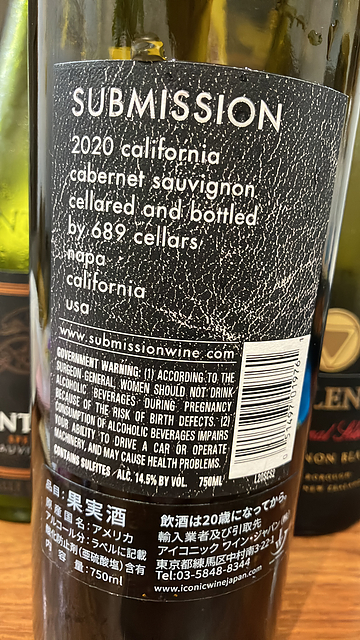 SUBMISSION
2020 california
cabernet sauvignon
cellared and bottled
by 689 cellars
napa
california
usa
www.submissionwine.com
GOVERNMENT WARNING: (1) ACCORDING TO THE
SURGEON GENERAL, WOMEN SHOULD NOT DRINK
ALCOHOLIC BEVERAGES DURING PREGNANCY
BECAUSE OF THE RISK OF BIRTH DEFECTS. (2)
CONSUMPTION OF ALCOHOLIC BEVERAGES IMPAIRS
YOUR ABILITY TO DRIVE A CAR OR OPERATE
MACHINERY, AND MAY CAUSE HEALTH PROBLEMS.
CONTAINS SULFITES ALC. 14.5% BY VOL. 750ML
品名:果実酒
原産国名:アメリカ
アルコール分:ラベルに記載
酸化防止剤(亜硫酸塩)含有
内容量:750ml
飲酒は20歳になってから。
輸入業者及び引取先
アイコニック ワイン・ジャパン(株)
東京都練馬区中村南3-22-1
Tel:03-5848-8344
www.iconicwinejapan.com
NT
LEN
NON BL
NEW ZEALAND